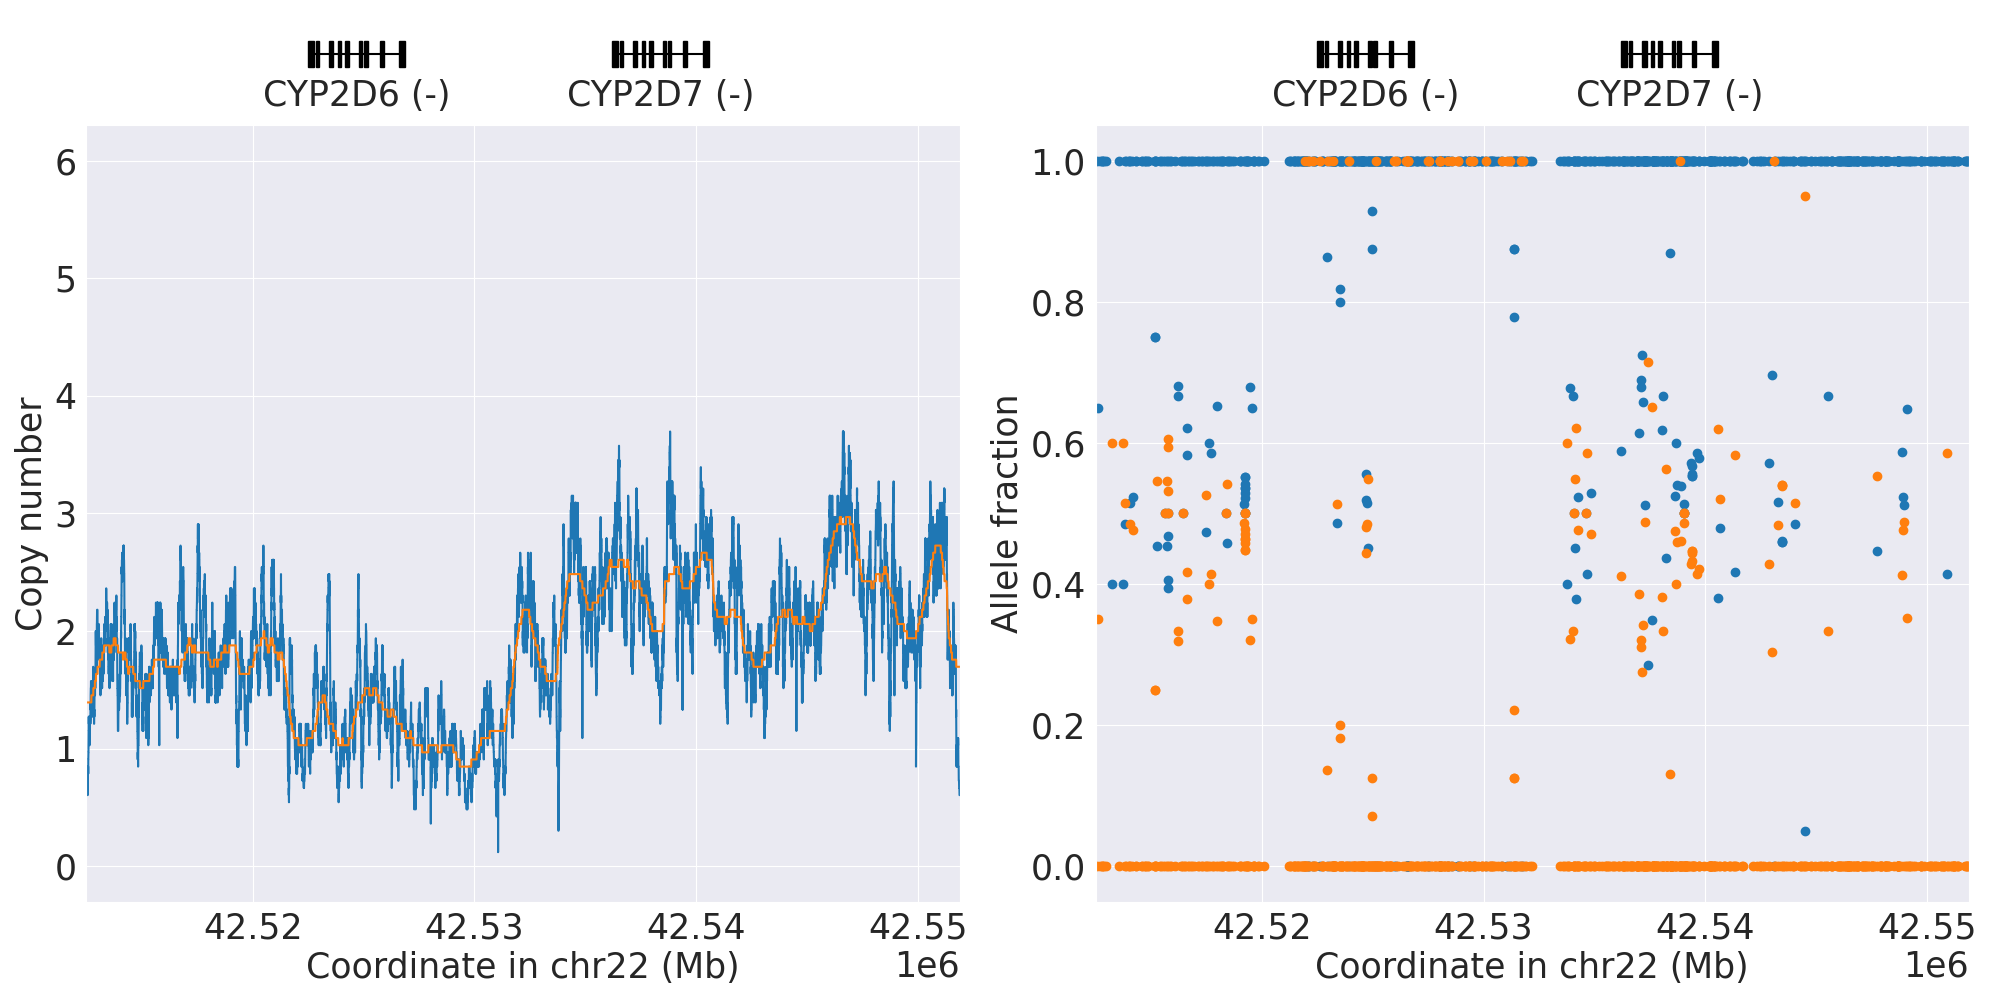 CYP2D6 (-)
CYP2D7 (-)
6
5
4
3
2
1
0
Copy number
42.52
42.53
42.54
42.55
1e6
Coordinate in chr22 (Mb)
CYP2D6 (-)
CYP2D7 (-)
1.0
0.8
0.6
0.4
0.2
0.0
Allele fraction
42.52
42.53
42.54
42.55
1e6
Coordinate in chr22 (Mb)